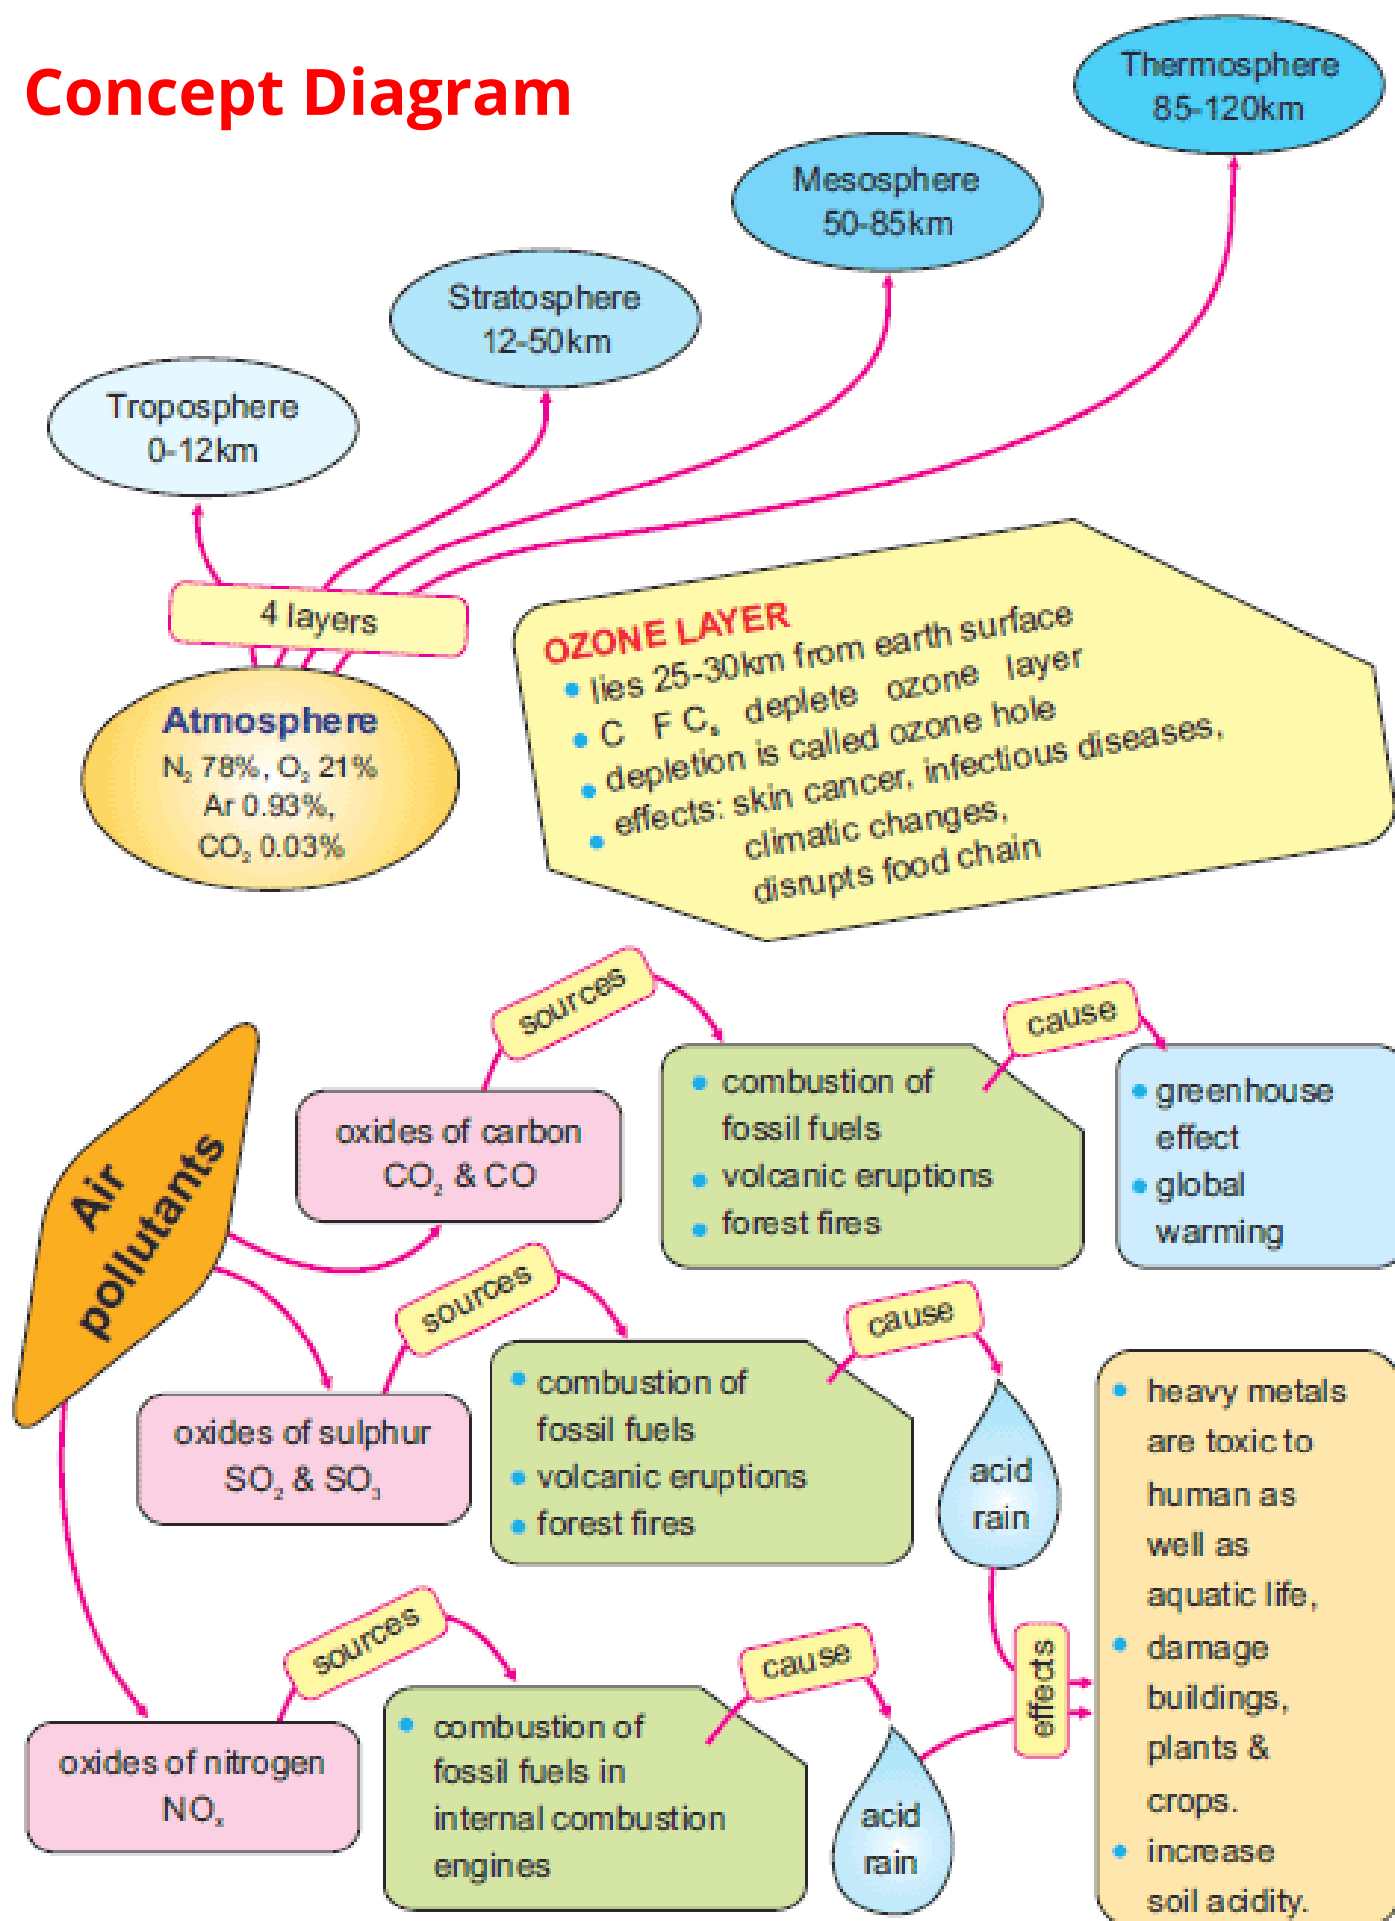 Concept Diagram
Thermosphere
85-120km
Mesosphere
50-85km
Stratosphere
12-50km
Troposphere
0-12km
4 layers
Atmosphere
N₂ 78%, O₂ 21%
Ar 0.93%,
CO₂ 0.03%
OZONE LAYER
• lies 25-30km from earth surface
• C F Cₛ deplete ozone layer
• depletion is called ozone hole
• effects: skin cancer, infectious diseases,
climatic changes,
disrupts food chain
Air
pollutants
oxides of carbon
CO₂ & CO
sources
• combustion of
fossil fuels
• volcanic eruptions
• forest fires
cause
• greenhouse
effect
• global
warming
oxides of sulphur
SO₂ & SO₃
sources
• combustion of
fossil fuels
• volcanic eruptions
• forest fires
cause
acid
rain
oxides of nitrogen
NOₓ
sources
• combustion of
fossil fuels in
internal combustion
engines
cause
acid
rain
effects
• heavy metals
are toxic to
human as
well as
aquatic life,
• damage
buildings,
plants &
crops.
• increase
soil acidity.